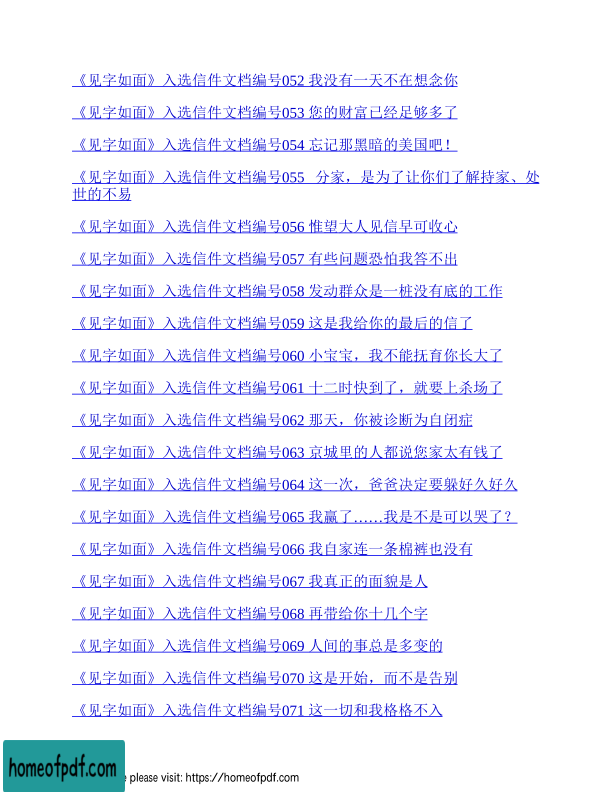 《见字如面》入选信件文档编号052 我没有一天不在想念你
《见字如面》入选信件文档编号053 您的财富已经足够多了
《见字如面》入选信件文档编号054 忘记那黑暗的美国吧！
《见字如面》入选信件文档编号055 分家，是为了让你们了解持家、处
世的不易
《见字如面》入选信件文档编号056 惟望大人见信早可收心
《见字如面》入选信件文档编号057 有些问题恐怕我答不出
《见字如面》入选信件文档编号058 发动群众是一桩没有底的工作
《见字如面》入选信件文档编号059 这是我给你的最后的信了
《见字如面》入选信件文档编号060 小宝宝，我不能抚育你长大了
《见字如面》入选信件文档编号061 十二时快到了，就要上杀场了
《见字如面》入选信件文档编号062 那天，你被诊断为自闭症
《见字如面》入选信件文档编号063 京城里的人都说您家太有钱了
《见字如面》入选信件文档编号064 这一次，爸爸决定要躲好久好久
《见字如面》入选信件文档编号065 我赢了……我是不是可以哭了？
《见字如面》入选信件文档编号066 我自家连一条棉裤也没有
《见字如面》入选信件文档编号067 我真正的面貌是人
《见字如面》入选信件文档编号068 再带给你十几个字
《见字如面》入选信件文档编号069 人间的事总是多变的
《见字如面》入选信件文档编号070 这是开始，而不是告别
《见字如面》入选信件文档编号071 这一切和我格格不入
homeofpdf.com
please visit: https://homeofpdf.com